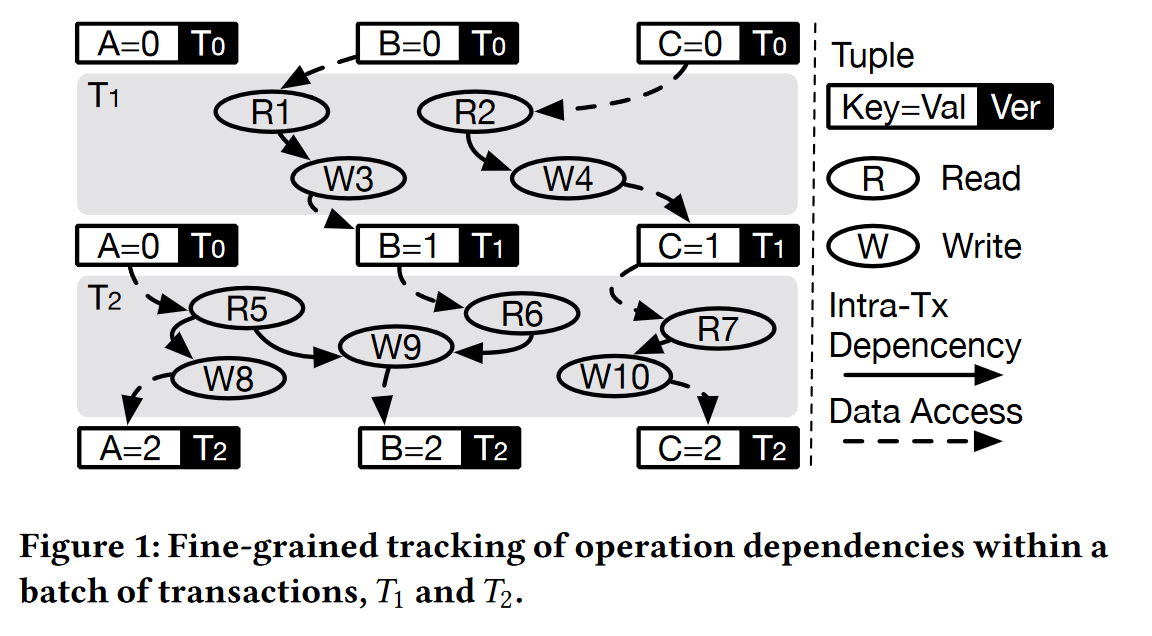 A=0 T0
B=0 T0
C=0 T0
T1
R1
R2
W3
W4
A=0 T0
B=1 T1
C=1 T1
T2
R5
R6
R7
W9
W8
W10
A=2 T2
B=2 T2
C=2 T2
Tuple
Key=Val Ver
R Read
W Write
Intra-Tx
Depencency
Data Access
Figure 1: Fine-grained tracking of operation dependencies within a
batch of transactions, T1 and T2.